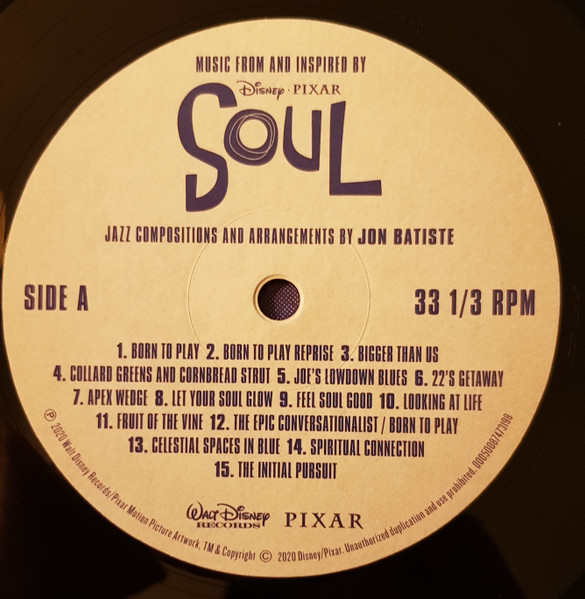 MUSIC FROM AND INSPIRED BY
Disney · PIXAR
SOUL
JAZZ COMPOSITIONS AND ARRANGEMENTS BY JON BATISTE
SIDE A
33 1/3 RPM
1. BORN TO PLAY 2. BORN TO PLAY REPRISE 3. BIGGER THAN US
4. COLLARD GREENS AND CORNBREAD STRUT 5. JOE'S LOWDOWN BLUES 6. 22'S GETAWAY
7. APEX WEDGE 8. LET YOUR SOUL GLOW 9. FEEL SOUL GOOD 10. LOOKING AT LIFE
11. FRUIT OF THE VINE 12. THE EPIC CONVERSATIONALIST / BORN TO PLAY
13. CELESTIAL SPACES IN BLUE 14. SPIRITUAL CONNECTION
15. THE INITIAL PURSUIT
WALT DISNEY
RECORDS
PIXAR
℗ 2020 Walt Disney Records/Pixar Motion Picture Artwork, TM & Copyright © 2020 Disney/Pixar. Unauthorized duplication and use prohibited. D00500B7473198